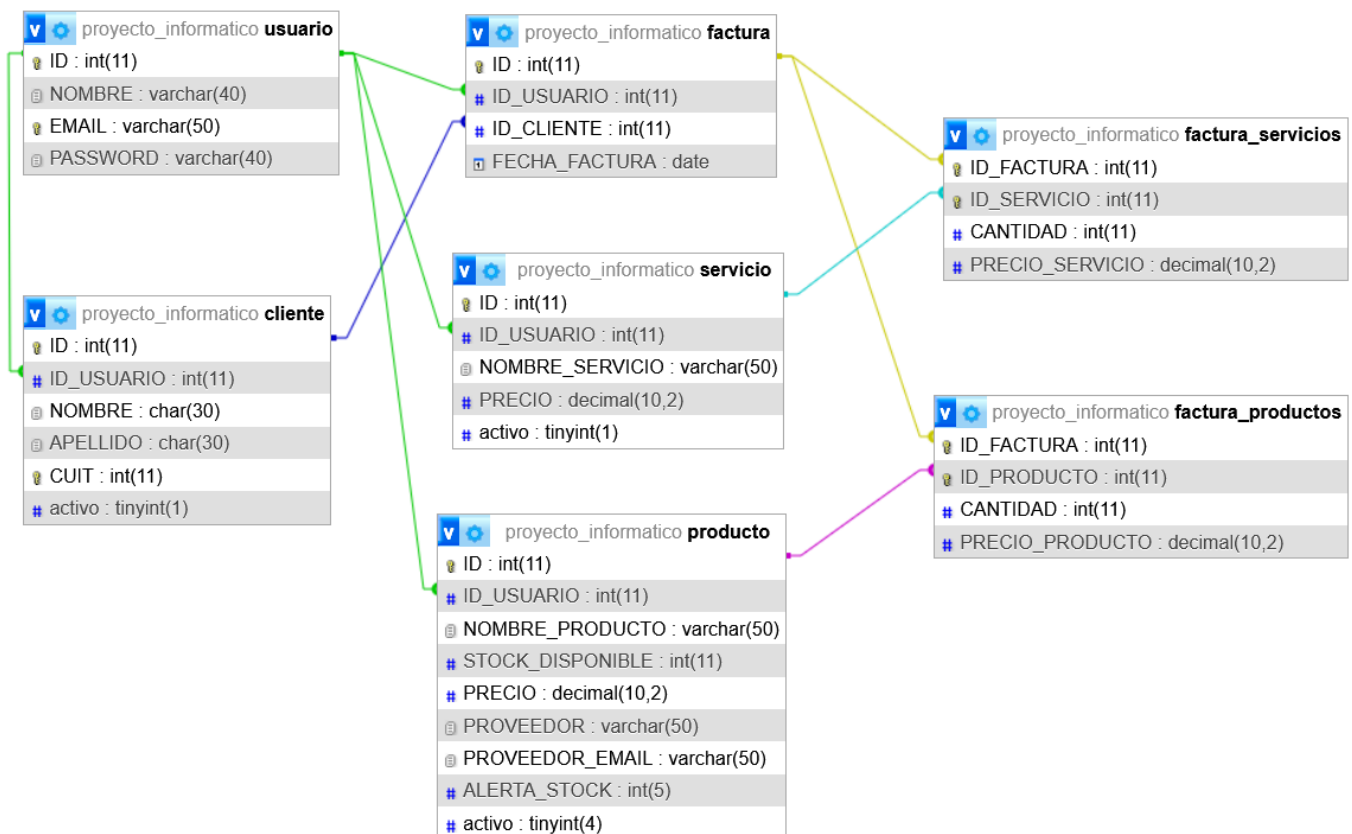 proyecto_informatico usuario
ID : int(11)
NOMBRE : varchar(40)
EMAIL : varchar(50)
PASSWORD : varchar(40)
proyecto_informatico factura
ID : int(11)
ID_USUARIO : int(11)
ID_CLIENTE : int(11)
FECHA_FACTURA : date
proyecto_informatico factura_servicios
ID_FACTURA : int(11)
ID_SERVICIO : int(11)
CANTIDAD : int(11)
PRECIO_SERVICIO : decimal(10,2)
proyecto_informatico servicio
ID : int(11)
ID_USUARIO : int(11)
NOMBRE_SERVICIO : varchar(50)
PRECIO : decimal(10,2)
activo : tinyint(1)
proyecto_informatico cliente
ID : int(11)
ID_USUARIO : int(11)
NOMBRE : char(30)
APELLIDO : char(30)
CUIT : int(11)
activo : tinyint(1)
proyecto_informatico factura_productos
ID_FACTURA : int(11)
ID_PRODUCTO : int(11)
CANTIDAD : int(11)
PRECIO_PRODUCTO : decimal(10,2)
proyecto_informatico producto
ID : int(11)
ID_USUARIO : int(11)
NOMBRE_PRODUCTO : varchar(50)
STOCK_DISPONIBLE : int(11)
PRECIO : decimal(10,2)
PROVEEDOR : varchar(50)
PROVEEDOR_EMAIL : varchar(50)
ALERTA_STOCK : int(5)
activo : tinyint(4)